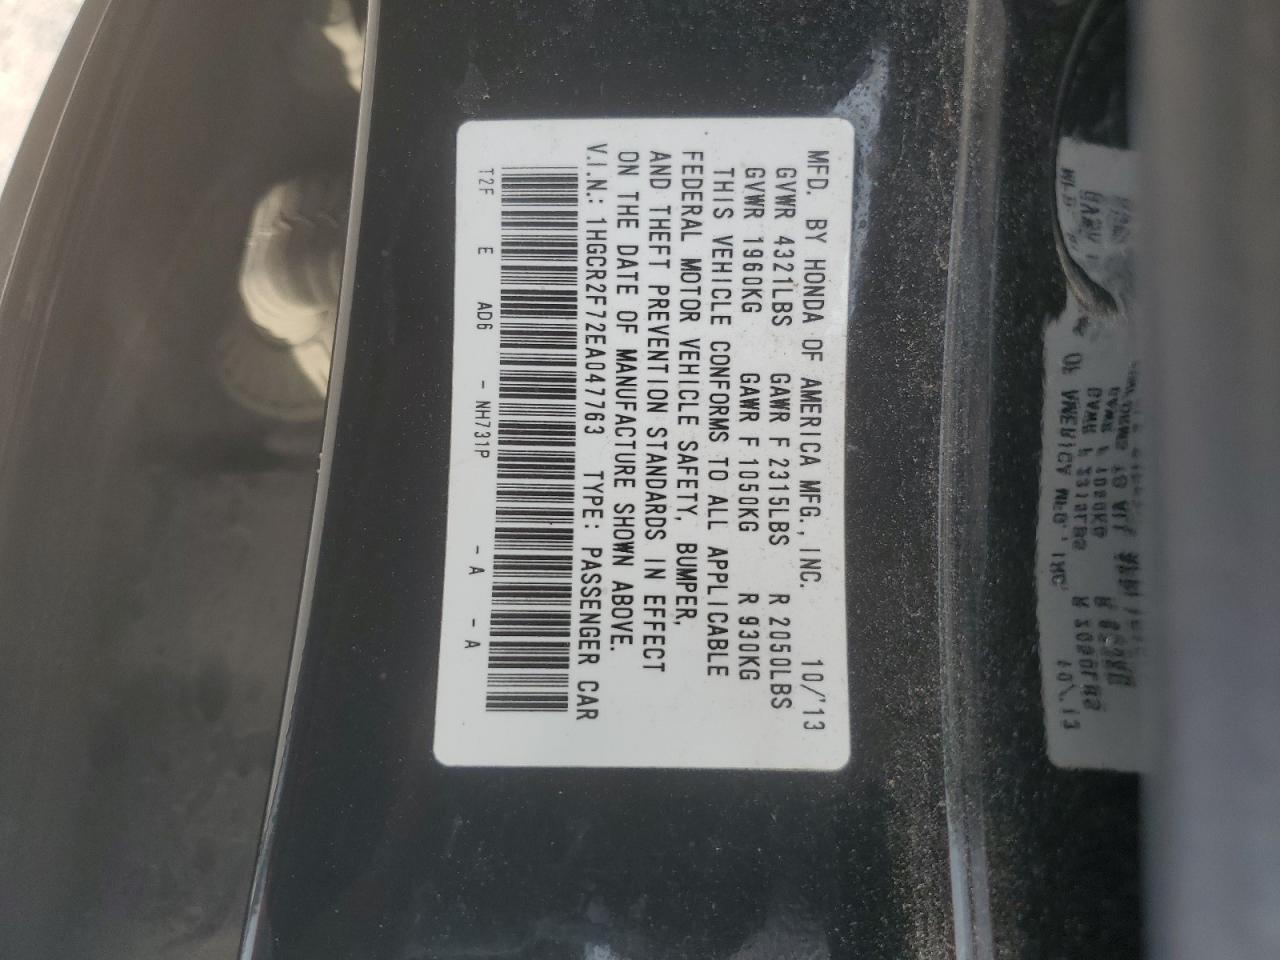 MFD. BY HONDA OF AMERICA MFG., INC. 10/'13
GVWR 4321LBS GAWR F 2315LBS R 2050LBS
GVWR 1960KG GAWR F 1050KG R 930KG
THIS VEHICLE CONFORMS TO ALL APPLICABLE
FEDERAL MOTOR VEHICLE SAFETY, BUMPER,
AND THEFT PREVENTION STANDARDS IN EFFECT
ON THE DATE OF MANUFACTURE SHOWN ABOVE.
V.I.N.: 1HGCR2F72EA047763 TYPE: PASSENGER CAR
T2F E AD6 - NH731P - A - A